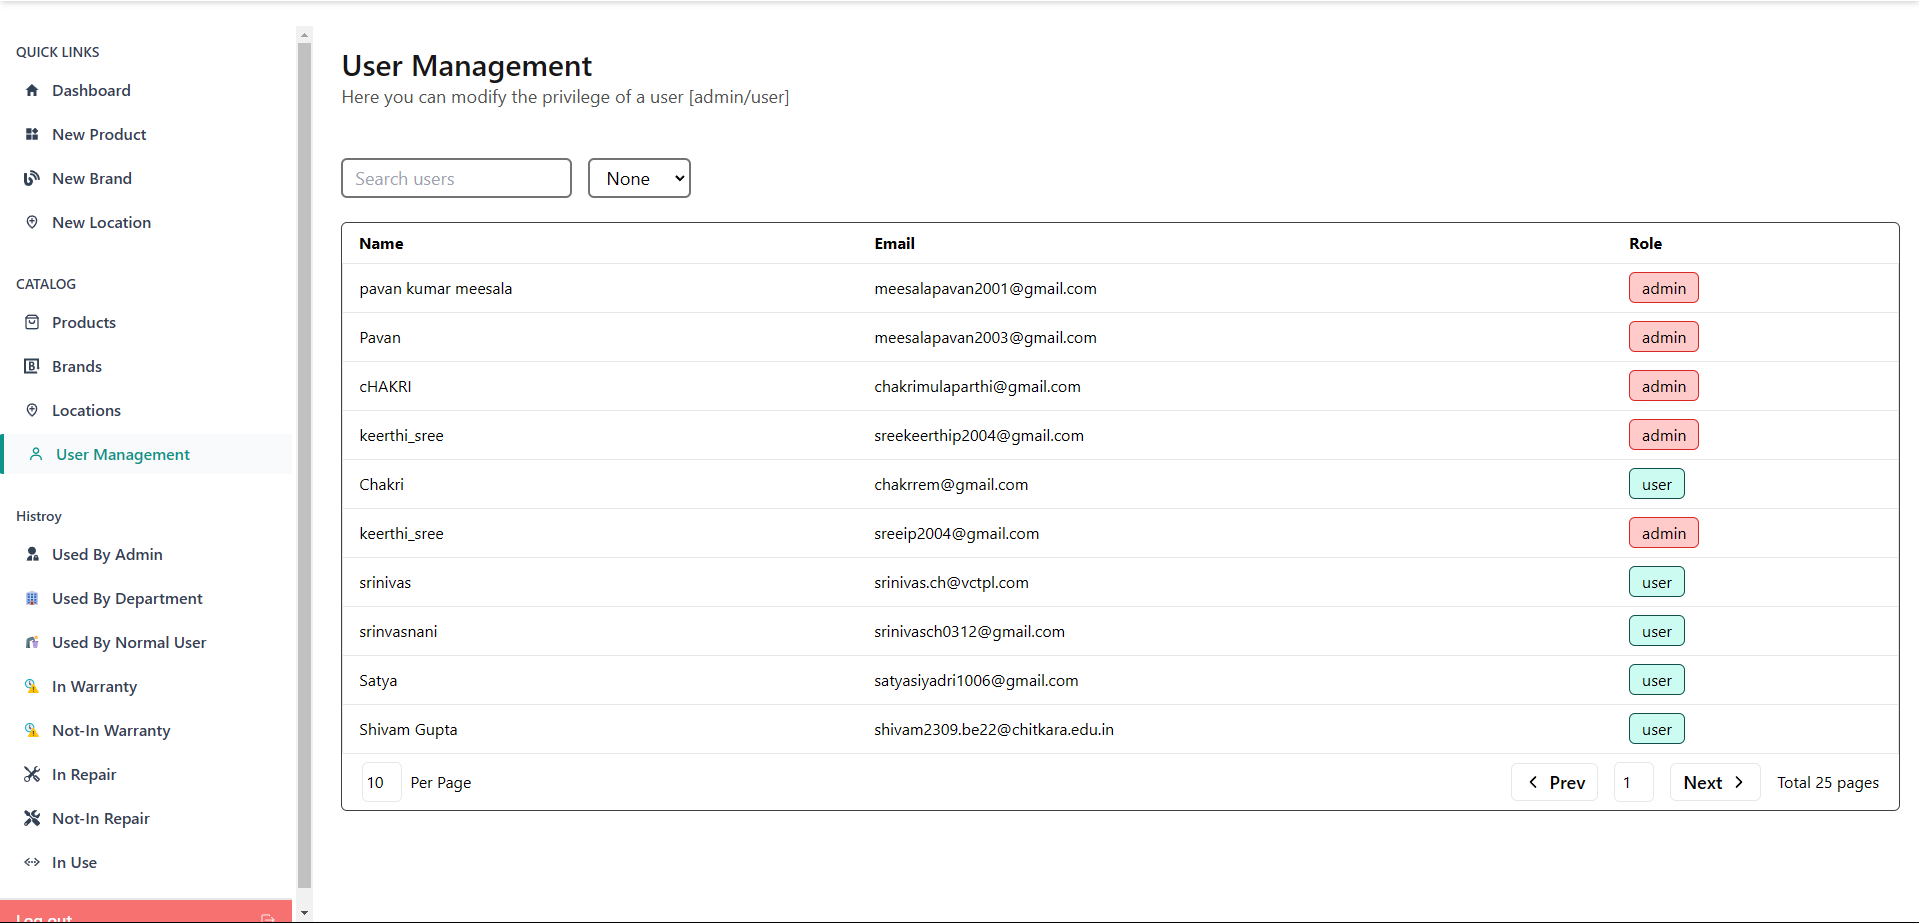 QUICK LINKS
Dashboard
New Product
New Brand
New Location
CATALOG
Products
Brands
Locations
User Management
Histroy
Used By Admin
Used By Department
Used By Normal User
In Warranty
Not-In Warranty
In Repair
Not-In Repair
In Use
Log out
User Management
Here you can modify the privilege of a user [admin/user]
Search users None
Name Email Role
pavan kumar meesala meesalapavan2001@gmail.com admin
Pavan meesalapavan2003@gmail.com admin
cHAKRI chakrimulaparthi@gmail.com admin
keerthi_sree sreekeerthip2004@gmail.com admin
Chakri chakrrem@gmail.com user
keerthi_sree sreeip2004@gmail.com admin
srinivas srinivas.ch@vctpl.com user
srinvasnani srinivasch0312@gmail.com user
Satya satyasiyadri1006@gmail.com user
Shivam Gupta shivam2309.be22@chitkara.edu.in user
10 Per Page Prev 1 Next Total 25 pages